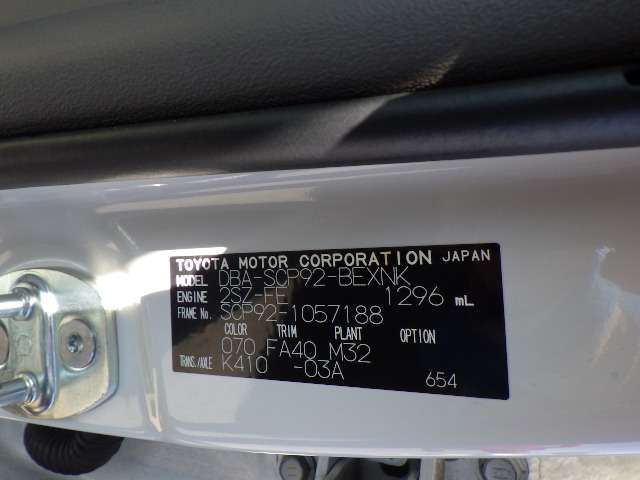 TOYOTA MOTOR CORPORATION JAPAN
MODEL DBA-SCP92-BEXNK
ENGINE 2SZ-FE 1296 mL
FRAME No. SCP92-1057188
COLOR TRIM PLANT OPTION
070 FA40 M32
TRANS./AXLE K410 -03A
654